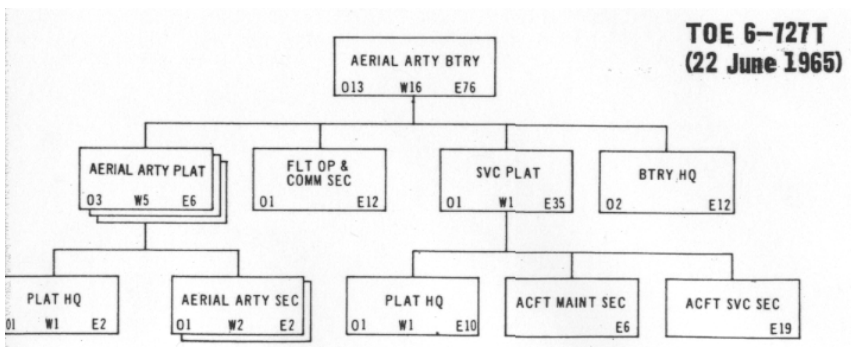 TOE 6-727T
(22 June 1965)
AERIAL ARTY BTRY
O13 W16 E76
AERIAL ARTY PLAT
O3 W5 E6
FLT OP &
COMM SEC
O1 E12
SVC PLAT
O1 W1 E35
BTRY HQ
O2 E12
PLAT HQ
O1 W1 E2
AERIAL ARTY SEC
O1 W2 E2
PLAT HQ
O1 W1 E10
ACFT MAINT SEC
E6
ACFT SVC SEC
E19